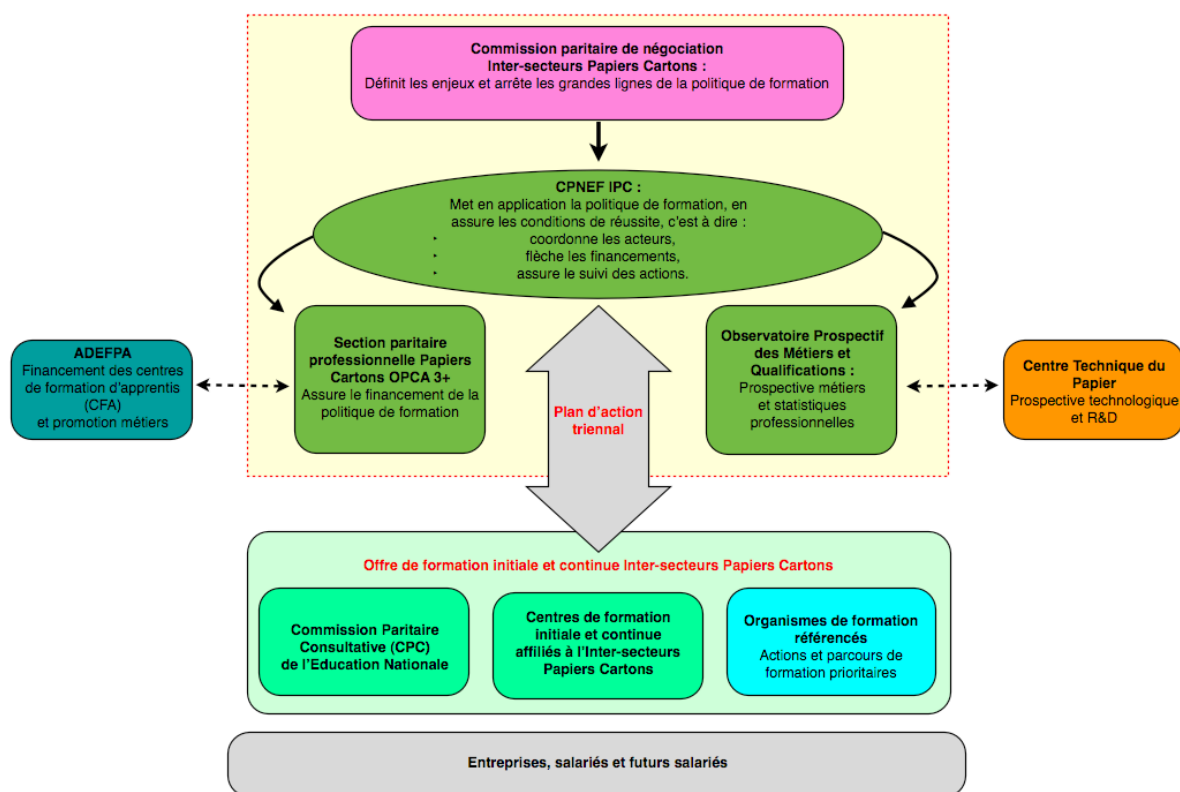 Commission paritaire de négociation
Inter-secteurs Papiers Cartons :
Définit les enjeux et arrête les grandes lignes de la politique de formation
CPNEF IPC :
Met en application la politique de formation, en
assure les conditions de réussite, c'est à dire :
‣ coordonne les acteurs,
‣ flèche les financements,
‣ assure le suivi des actions.
ADEFPA
Financement des centres
de formation d'apprentis
(CFA)
et promotion métiers
Section paritaire
professionnelle Papiers
Cartons OPCA 3+
Assure le financement de la
politique de formation
Plan d'action
triennal
Observatoire Prospectif
des Métiers et
Qualifications :
Prospective métiers
et statistiques
professionnelles
Centre Technique du
Papier
Prospective technologique
et R&D
Offre de formation initiale et continue Inter-secteurs Papiers Cartons
Commission Paritaire
Consultative (CPC)
de l'Education Nationale
Centres de formation
initiale et continue
affiliés à l'Inter-secteurs
Papiers Cartons
Organismes de formation
référencés
Actions et parcours de
formation prioritaires
Entreprises, salariés et futurs salariés